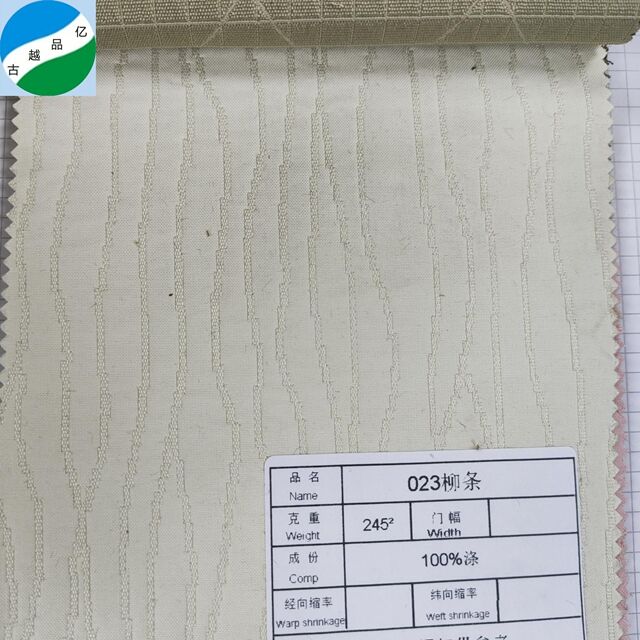 亿
品
越
古
品名
Name
023柳条
克重
Weight
245²
门幅
Width
成份
Comp
100%涤
经向缩率
Warp shrinkage
纬向缩率
Weft shrinkage